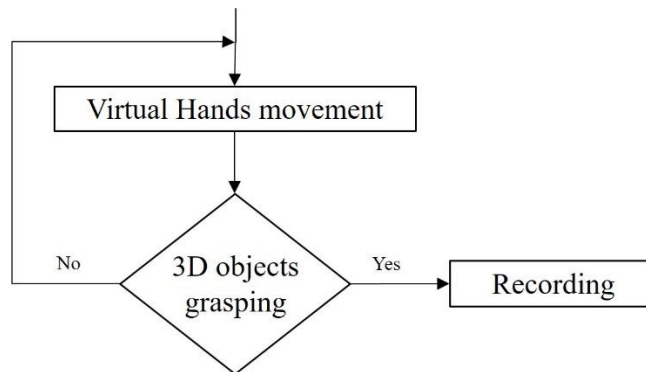 Virtual Hands movement
No
3D objects
grasping
Yes
Recording